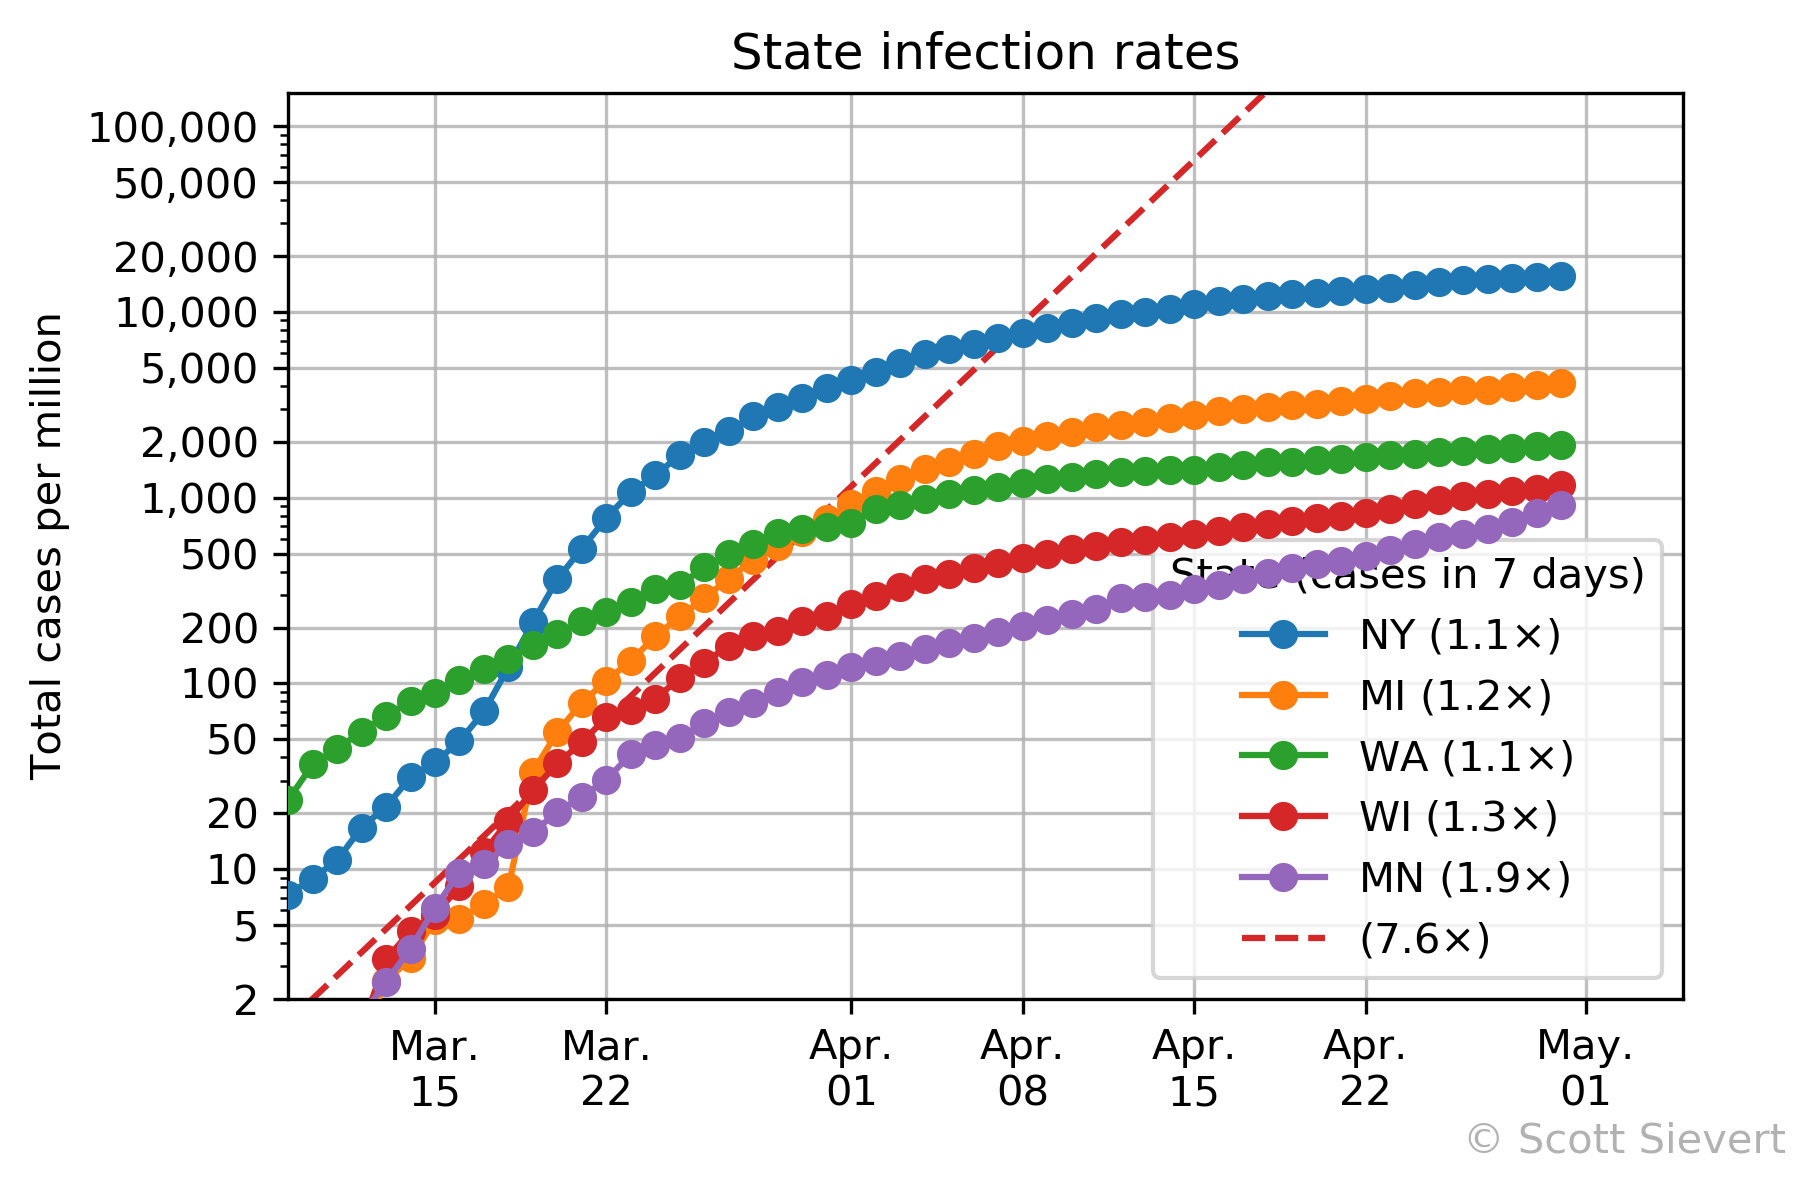 State infection rates
Total cases per million
100,000
50,000
20,000
10,000
5,000
2,000
1,000
500
200
100
50
20
10
5
2
State (cases in 7 days)
NY (1.1×)
MI (1.2×)
WA (1.1×)
WI (1.3×)
MN (1.9×)
(7.6×)
Mar.
15
Mar.
22
Apr.
01
Apr.
08
Apr.
15
Apr.
22
May.
01
© Scott Sievert